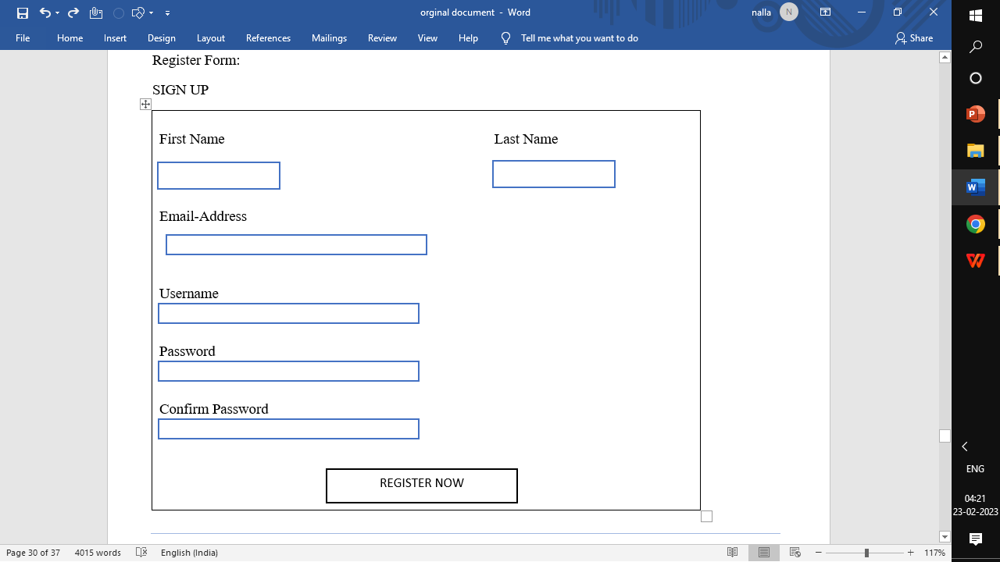 orginal document - Word
nalla
N
File Home Insert Design Layout References Mailings Review View Help Tell me what you want to do Share
Register Form:
SIGN UP
First Name Last Name
Email-Address
Username
Password
Confirm Password
REGISTER NOW
ENG
04:21
23-02-2023
Page 30 of 37 4015 words English (India) 117%